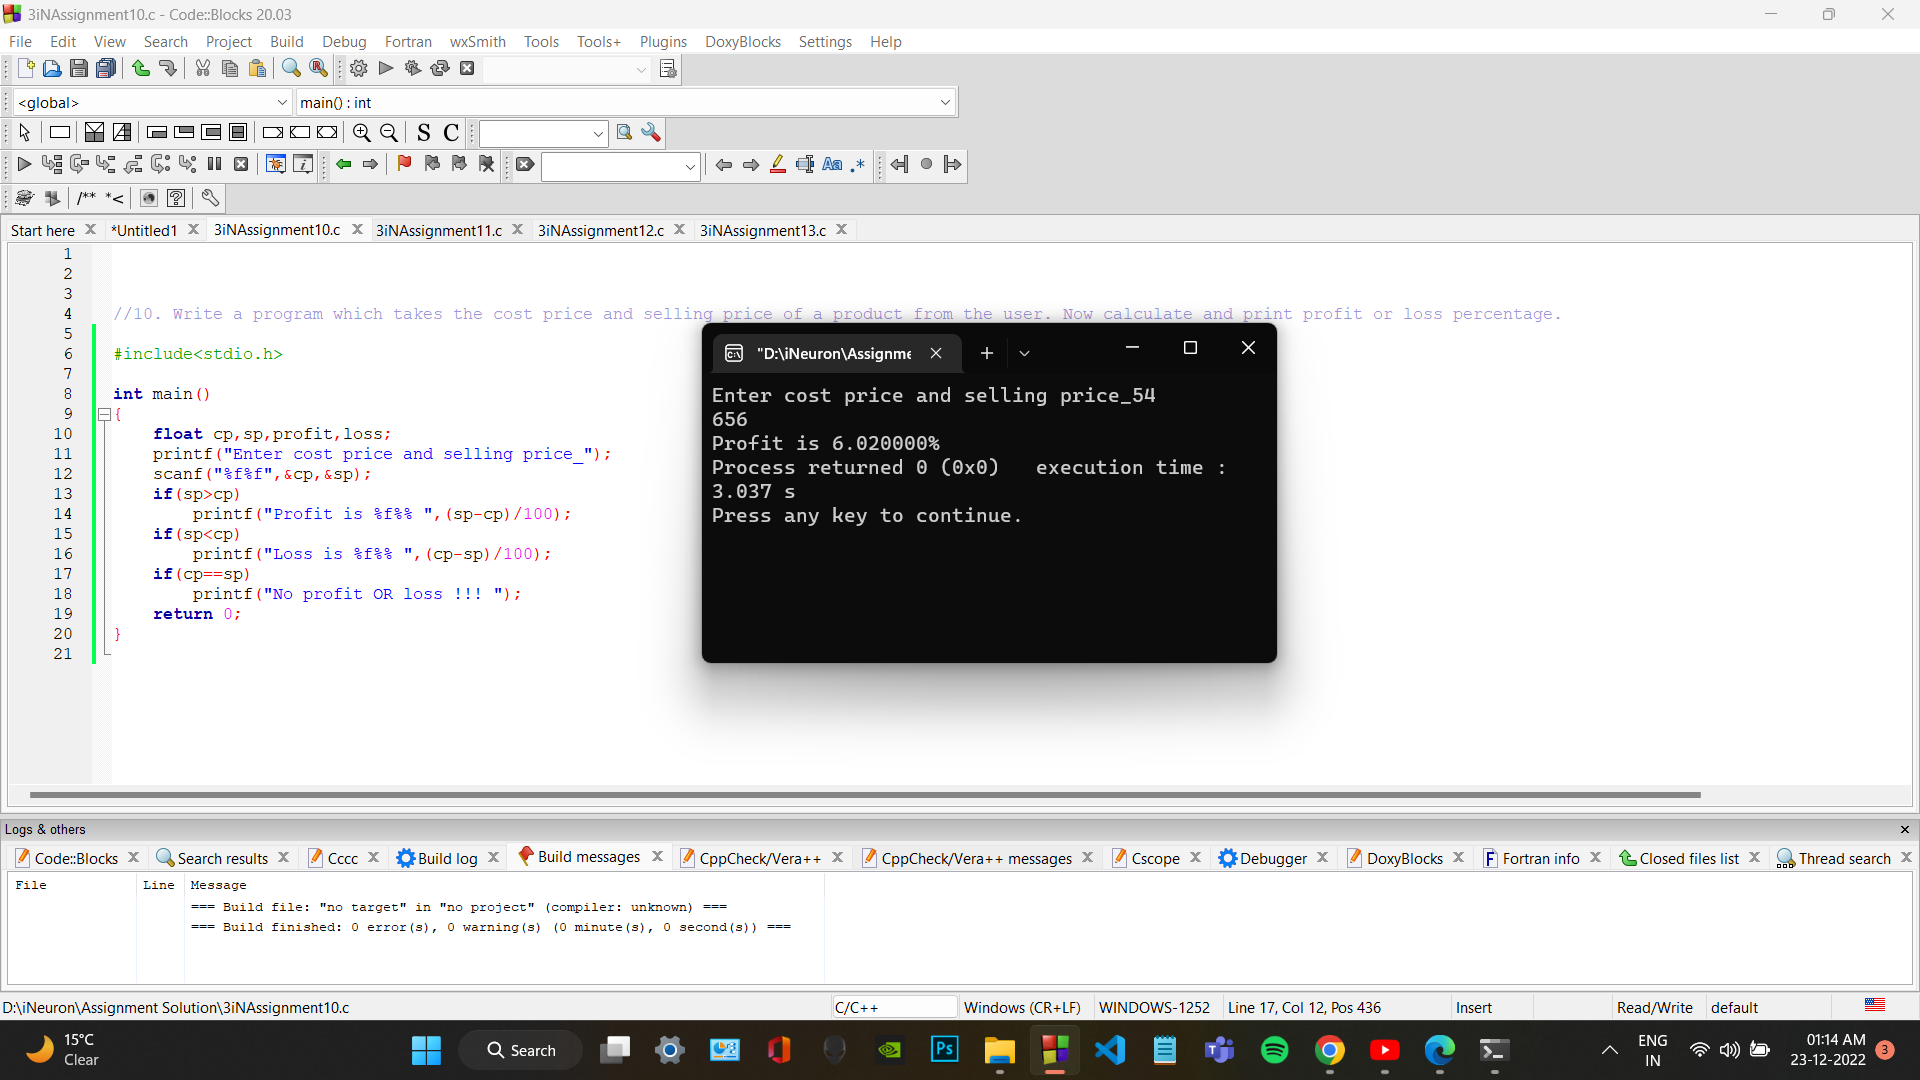 3iNAssignment10.c - Code::Blocks 20.03
File Edit View Search Project Build Debug Fortran wxSmith Tools Tools+ Plugins DoxyBlocks Settings Help
<global> main() : int
S C
Aa .*
/** *<
Start here *Untitled1 3iNAssignment10.c 3iNAssignment11.c 3iNAssignment12.c 3iNAssignment13.c
1
2
3
4 //10. Write a program which takes the cost price and selling price of a product from the user. Now calculate and print profit or loss percentage.
5
6 #include<stdio.h>
7
8 int main()
9 {
10 float cp,sp,profit,loss;
11 printf("Enter cost price and selling price_");
12 scanf("%f%f",&cp,&sp);
13 if(sp>cp)
14 printf("Profit is %f%% ",(sp-cp)/100);
15 if(sp<cp)
16 printf("Loss is %f%% ",(cp-sp)/100);
17 if(cp==sp)
18 printf("No profit OR loss !!! ");
19 return 0;
20 }
21
"D:\iNeuron\Assignme
Enter cost price and selling price_54
656
Profit is 6.020000%
Process returned 0 (0x0) execution time :
3.037 s
Press any key to continue.
Logs & others
Code::Blocks Search results Cccc Build log Build messages CppCheck/Vera++ CppCheck/Vera++ messages Cscope Debugger DoxyBlocks Fortran info Closed files list Thread search
File Line Message
=== Build file: "no target" in "no project" (compiler: unknown) ===
=== Build finished: 0 error(s), 0 warning(s) (0 minute(s), 0 second(s)) ===
D:\iNeuron\Assignment Solution\3iNAssignment10.c C/C++ Windows (CR+LF) WINDOWS-1252 Line 17, Col 12, Pos 436 Insert Read/Write default
15°C
Clear
Search
Ps
ENG
IN
01:14 AM
23-12-2022
3